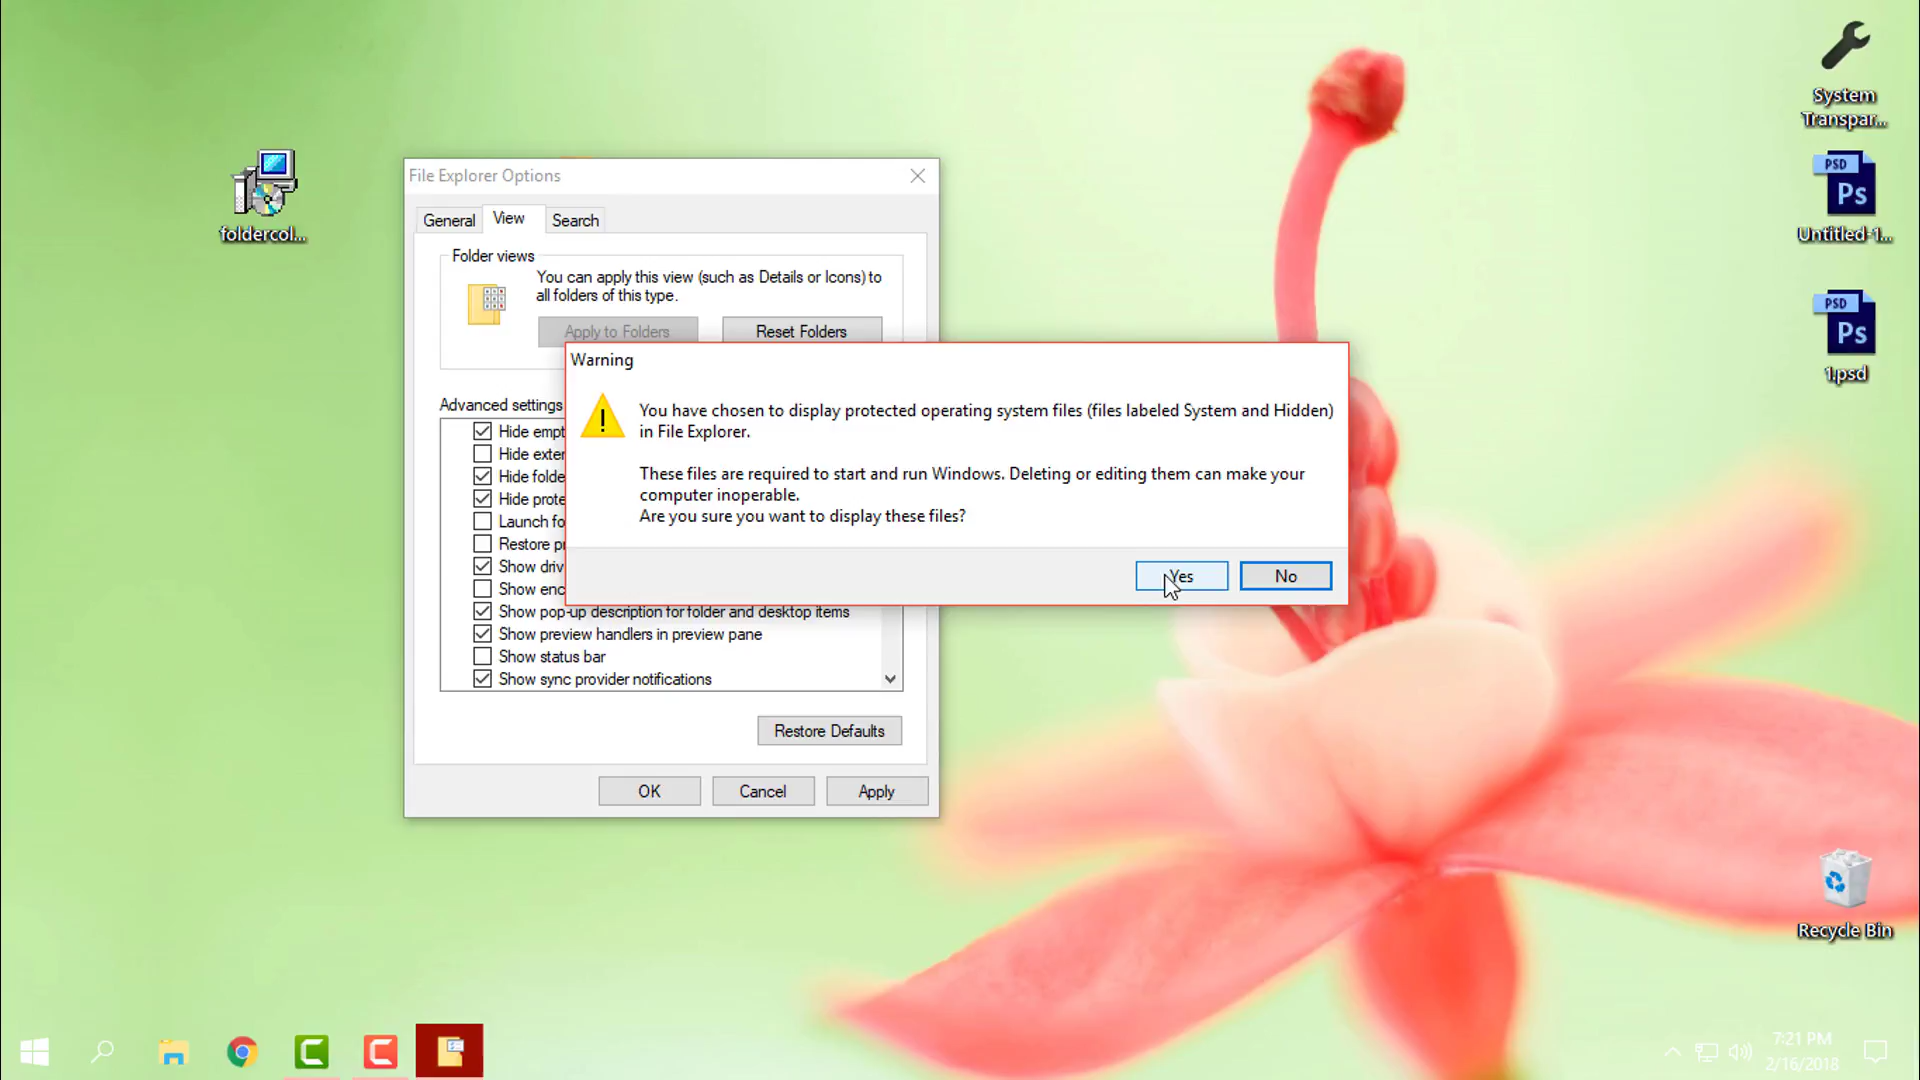 System
Transpar...
PSD
Ps
Untitled-1...
PSD
Ps
1.psd
foldercol...
File Explorer Options
General
View
Search
Folder views
You can apply this view (such as Details or Icons) to
all folders of this type.
Apply to Folders
Reset Folders
Advanced settings
Hide empt
Hide exter
Hide folde
Hide prote
Launch fo
Restore pr
Show driv
Show enc
Show pop-up description for folder and desktop items
Show preview handlers in preview pane
Show status bar
Show sync provider notifications
Restore Defaults
OK
Cancel
Apply
Warning
You have chosen to display protected operating system files (files labeled System and Hidden)
in File Explorer.
These files are required to start and run Windows. Deleting or editing them can make your
computer inoperable.
Are you sure you want to display these files?
Yes
No
Recycle Bin
7:21 PM
2/16/2018